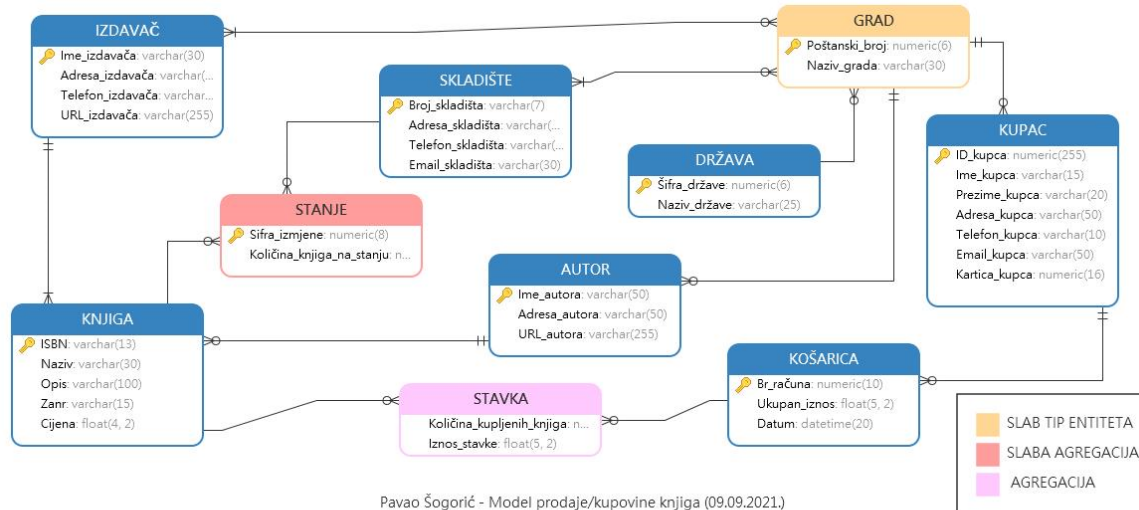 IZDAVAČ
Ime_izdavača: varchar(30)
Adresa_izdavača: varchar(...
Telefon_izdavača: varchar...
URL_izdavača: varchar(255)
SKLADIŠTE
Broj_skladišta: varchar(7)
Adresa_skladišta: varchar(...
Telefon_skladišta: varchar(...
Email_skladišta: varchar(30)
GRAD
Poštanski_broj: numeric(6)
Naziv_grada: varchar(30)
DRŽAVA
Šifra_države: numeric(6)
Naziv_države: varchar(25)
KUPAC
ID_kupca: numeric(255)
Ime_kupca: varchar(15)
Prezime_kupca: varchar(20)
Adresa_kupca: varchar(50)
Telefon_kupca: varchar(10)
Email_kupca: varchar(50)
Kartica_kupca: numeric(16)
STANJE
Sifra_izmjene: numeric(8)
Količina_knjiga_na_stanju: n...
AUTOR
Ime_autora: varchar(50)
Adresa_autora: varchar(50)
URL_autora: varchar(255)
KNJIGA
ISBN: varchar(13)
Naziv: varchar(30)
Opis: varchar(100)
Zanr: varchar(15)
Cijena: float(4, 2)
STAVKA
Količina_kupljenih_knjiga: n...
Iznos_stavke: float(5, 2)
KOŠARICA
Br_računa: numeric(10)
Ukupan_iznos: float(5, 2)
Datum: datetime(20)
SLAB TIP ENTITETA
SLABA AGREGACIJA
AGREGACIJA
Pavao Šogorić - Model prodaje/kupovine knjiga (09.09.2021.)